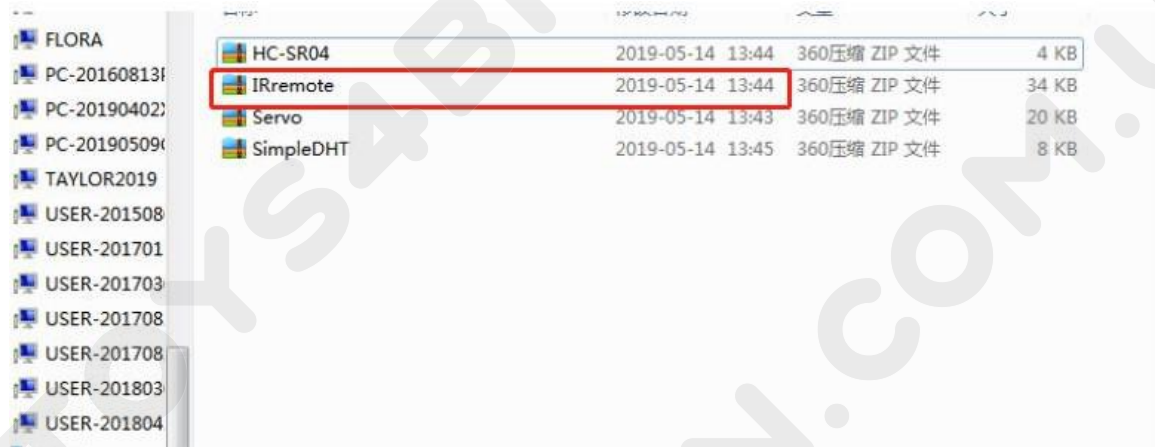 FLORA
PC-20160813F
PC-20190402
PC-20190509
TAYLOR2019
USER-201508
USER-201701
USER-201703
USER-201708
USER-201708
USER-201803
USER-201804
HC-SR04 2019-05-14 13:44 360压缩 ZIP 文件 4 KB
IRremote 2019-05-14 13:44 360压缩 ZIP 文件 34 KB
Servo 2019-05-14 13:43 360压缩 ZIP 文件 20 KB
SimpleDHT 2019-05-14 13:45 360压缩 ZIP 文件 8 KB